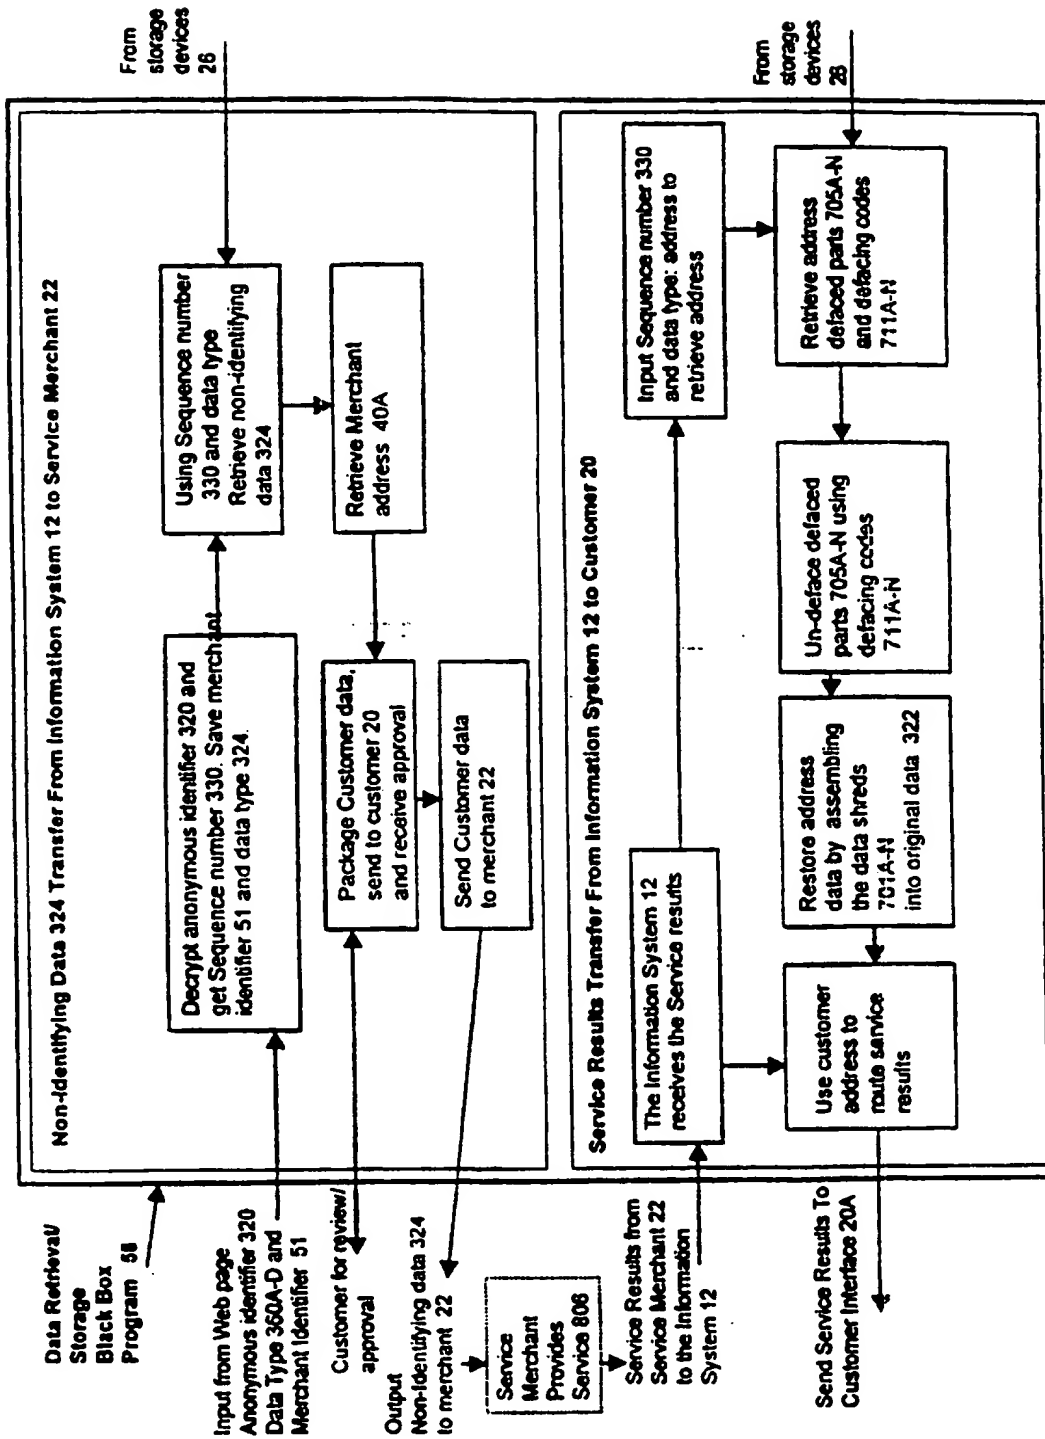 Data Retrieval/
Storage
Black Box
Program 58
Non-Identifying Data 324 Transfer From Information System 12 to Service Merchant 22
From
storage
devices
26
Input from Web page
Anonymous identifier 320
Data Type 360A-D and
Merchant Identifier 51
Decrypt anonymous identifier 320 and
get Sequence number 330. Save merchant
identifier 51 and data type 324.
Using Sequence number
330 and data type
Retrieve non-identifying
data 324
Retrieve Merchant
address 40A
Customer for review/
approval
Package Customer data,
send to customer 20
and receive approval
Send Customer data
to merchant 22
Output
Non-Identifying data 324
to merchant 22
Service
Merchant
Provides
Service 806
Service Results from
Service Merchant 22
to the Information
System 12
Service Results Transfer From Information System 12 to Customer 20
The Information System 12
receives the Service results
Input Sequence number 330
and data type: address to
retrieve address
From
storage
devices
26
Retrieve address
defaced parts 705A-N
and defacing codes
711A-N
Un-deface defaced
parts 705A-N using
defacing codes
711A-N
Restore address
data by assembling
the data shreds
701A-N
into original data 322
Use customer
address to
route service
results
Send Service Results To
Customer Interface 20A